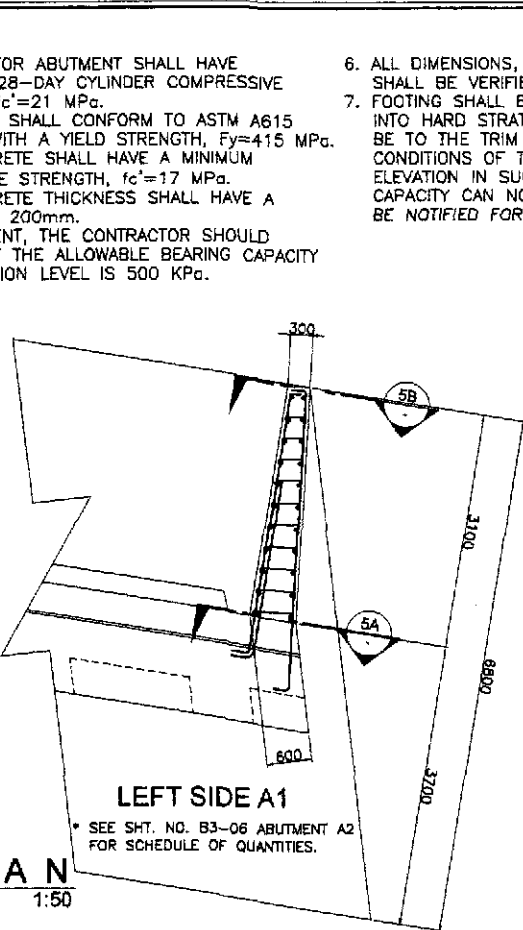 OR ABUTMENT SHALL HAVE
28-DAY CYLINDER COMPRESSIVE
c'=21 MPa.
SHALL CONFORM TO ASTM A615
WITH A YIELD STRENGTH, Fy=415 MPa.
RETE SHALL HAVE A MINIMUM
E STRENGTH, fc'=17 MPa.
RETE THICKNESS SHALL HAVE A
200mm.
ENT, THE CONTRACTOR SHOULD
THE ALLOWABLE BEARING CAPACITY
ION LEVEL IS 500 KPa.
6. ALL DIMENSIONS,
SHALL BE VERIFIE
7. FOOTING SHALL B
INTO HARD STRAT
BE TO THE TRIM
CONDITIONS OF T
ELEVATION IN SU
CAPACITY CAN NO
BE NOTIFIED FOR
300
5B
-
3100
5A
-
6800
600
3700
LEFT SIDE A1
* SEE SHT. NO. B3-06 ABUTMENT A2
FOR SCHEDULE OF QUANTITIES.
A N
1:50